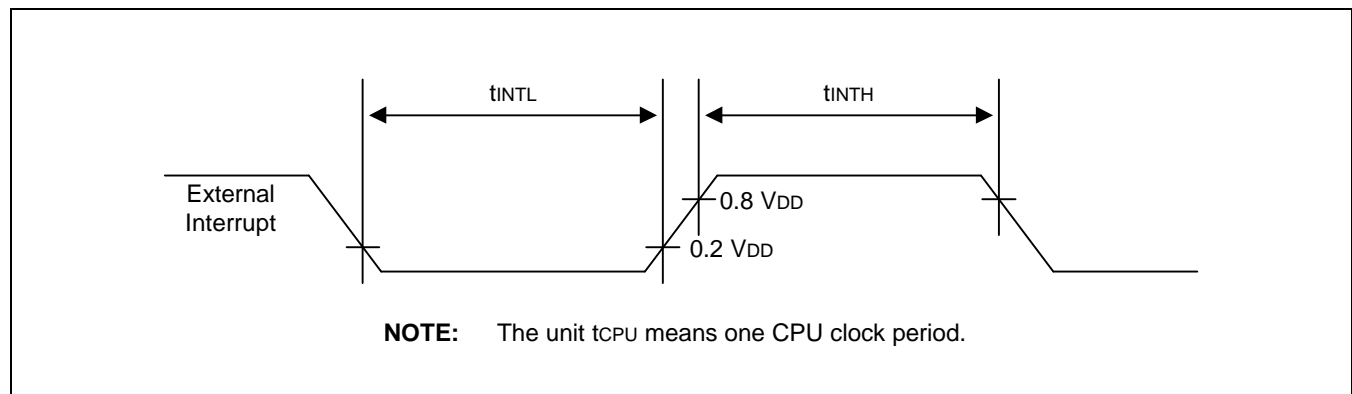 tINTL
tINTH
External
Interrupt
0.8 VDD
0.2 VDD
NOTE: The unit tCPU means one CPU clock period.